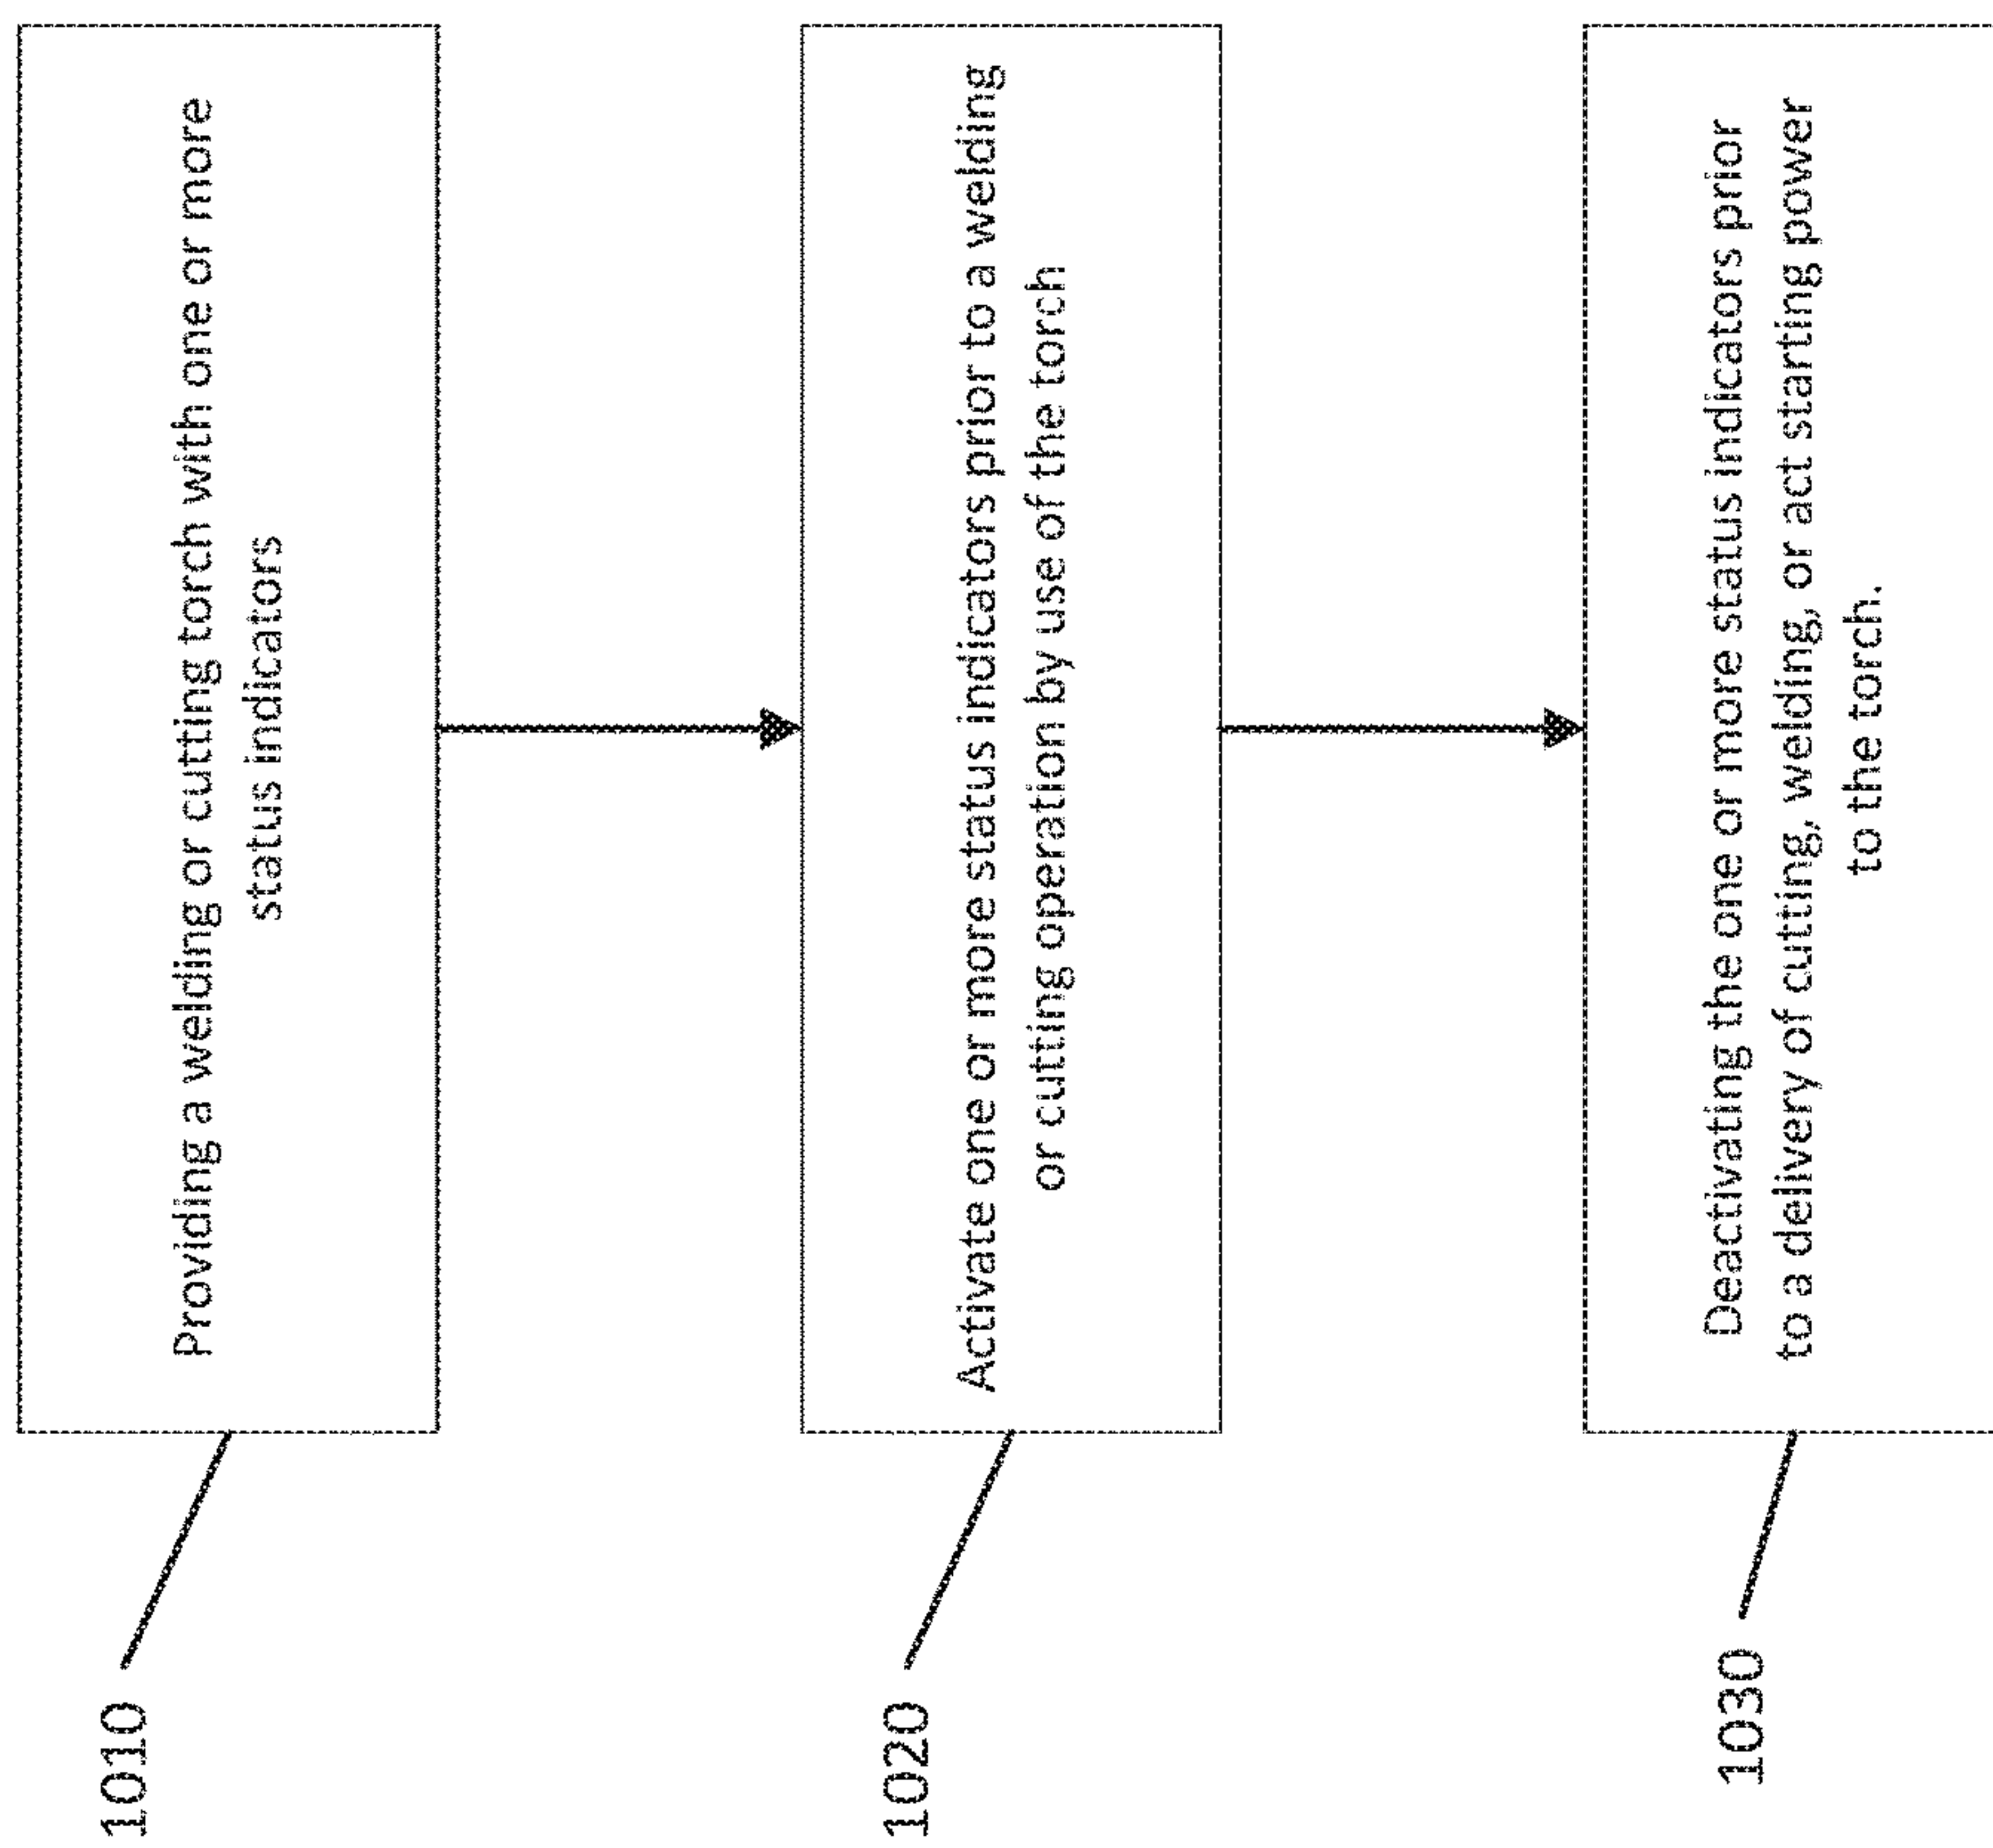 1010
Providing a welding or cutting torch with one or more
status indicators
1020
Activate one or more status indicators prior to a welding
or cutting operation by use of the torch
1030
Deactivating the one or more status indicators prior
to a delivery of cutting, welding, or act starting power
to the torch.